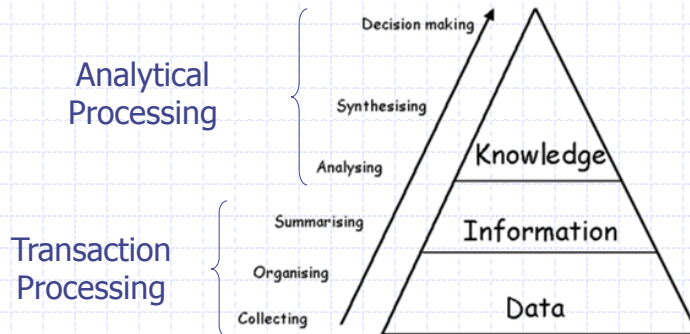 Decision making
Analytical
Processing
Synthesising
Analysing
Knowledge
Summarising
Information
Transaction
Processing
Organising
Data
Collecting